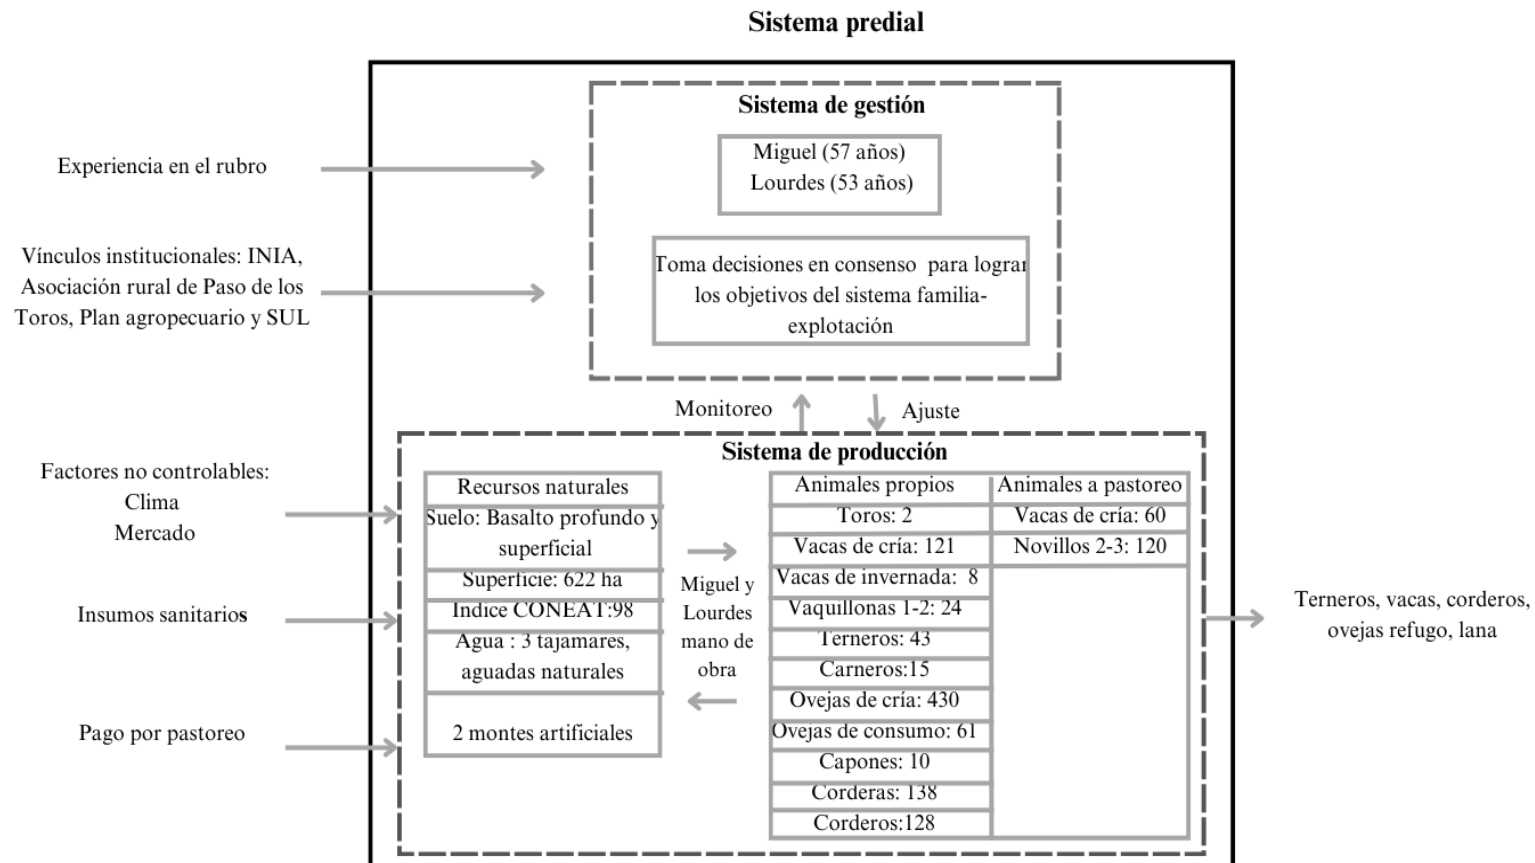 Sistema predial
Sistema de gestión
Miguel (57 años)
Lourdes (53 años)
Toma decisiones en consenso para lograr
los objetivos del sistema familia-
explotación
Experiencia en el rubro
Vínculos institucionales: INIA,
Asociación rural de Paso de los
Toros, Plan agropecuario y SUL
Monitoreo
Ajuste
Sistema de producción
Factores no controlables:
Clima
Mercado
Insumos sanitarios
Pago por pastoreo
Recursos naturales
Suelo: Basalto profundo y
superficial
Superficie: 622 ha
Indice CONEAT:98
Agua : 3 tajamares,
aguadas naturales
2 montes artificiales
Miguel y
Lourdes
mano de
obra
Animales propios
Toros: 2
Vacas de cría: 121
Vacas de invernada: 8
Vaquillonas 1-2: 24
Terneros: 43
Carneros:15
Ovejas de cría: 430
Ovejas de consumo: 61
Capones: 10
Corderas: 138
Corderos:128
Animales a pastoreo
Vacas de cría: 60
Novillos 2-3: 120
Terneros, vacas, corderos,
ovejas refugo, lana